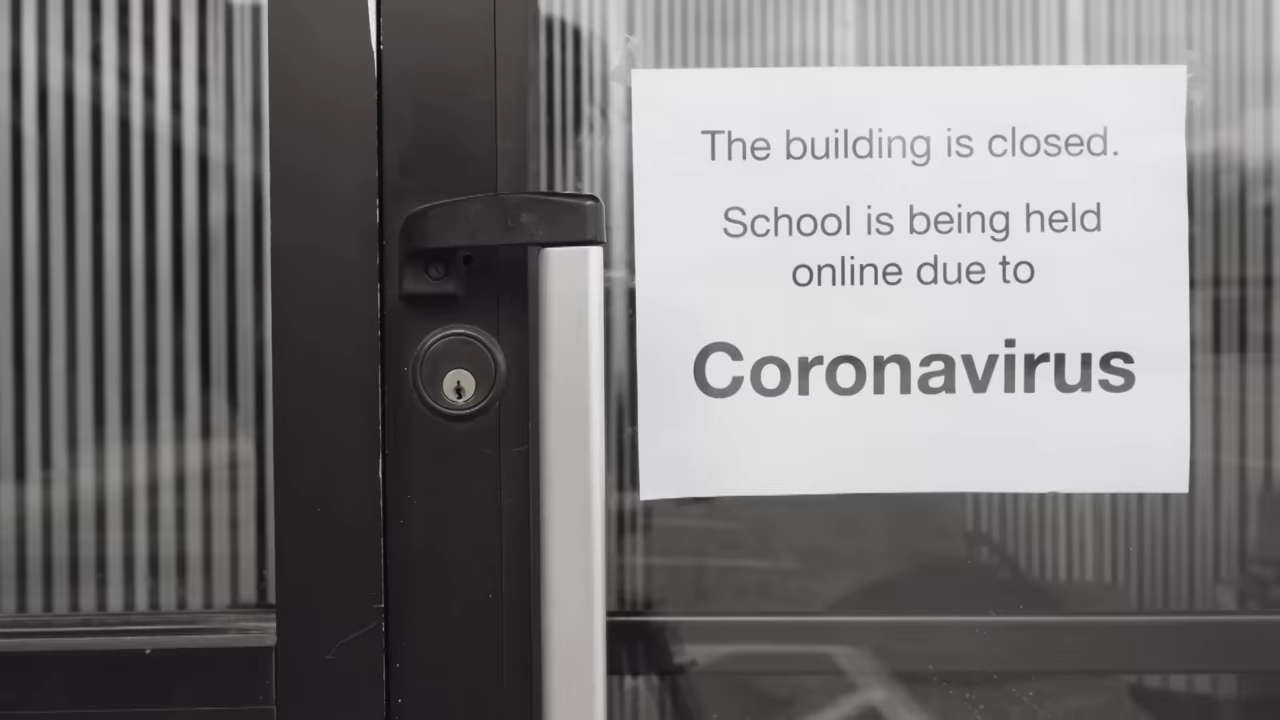 The building is closed.
School is being held
online due to
Coronavirus